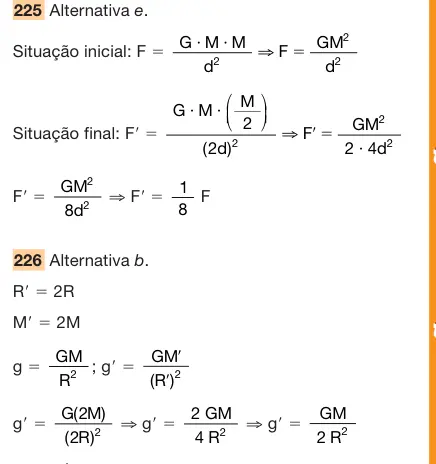 225 Alternativa e.
Situação inicial: F = G · M · M / d² ⇒ F = GM² / d²
Situação final: F′ = G · M · (M / 2) / (2d)² ⇒ F′ = GM² / 2 · 4d²
F′ = GM² / 8d² ⇒ F′ = 1 / 8 F
226 Alternativa b.
R′ = 2R
M′ = 2M
g = GM / R² ; g′ = GM′ / (R′)²
g′ = G(2M) / (2R)² ⇒ g′ = 2 GM / 4 R² ⇒ g′ = GM / 2 R²